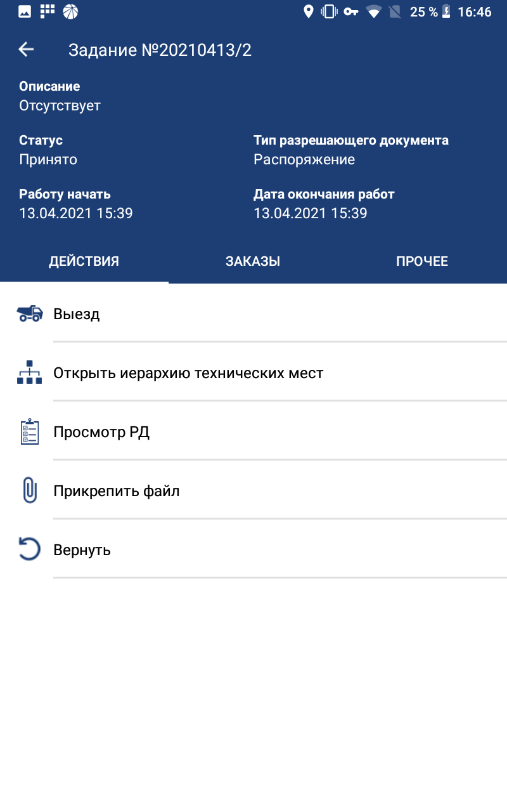 25 % 16:46
Задание №20210413/2
Описание
Отсутствует
Статус
Тип разрешающего документа
Принято
Распоряжение
Работу начать
Дата окончания работ
13.04.2021 15:39
13.04.2021 15:39
ДЕЙСТВИЯ
ЗАКАЗЫ
ПРОЧЕЕ
Выезд
Открыть иерархию технических мест
Просмотр РД
Прикрепить файл
Вернуть